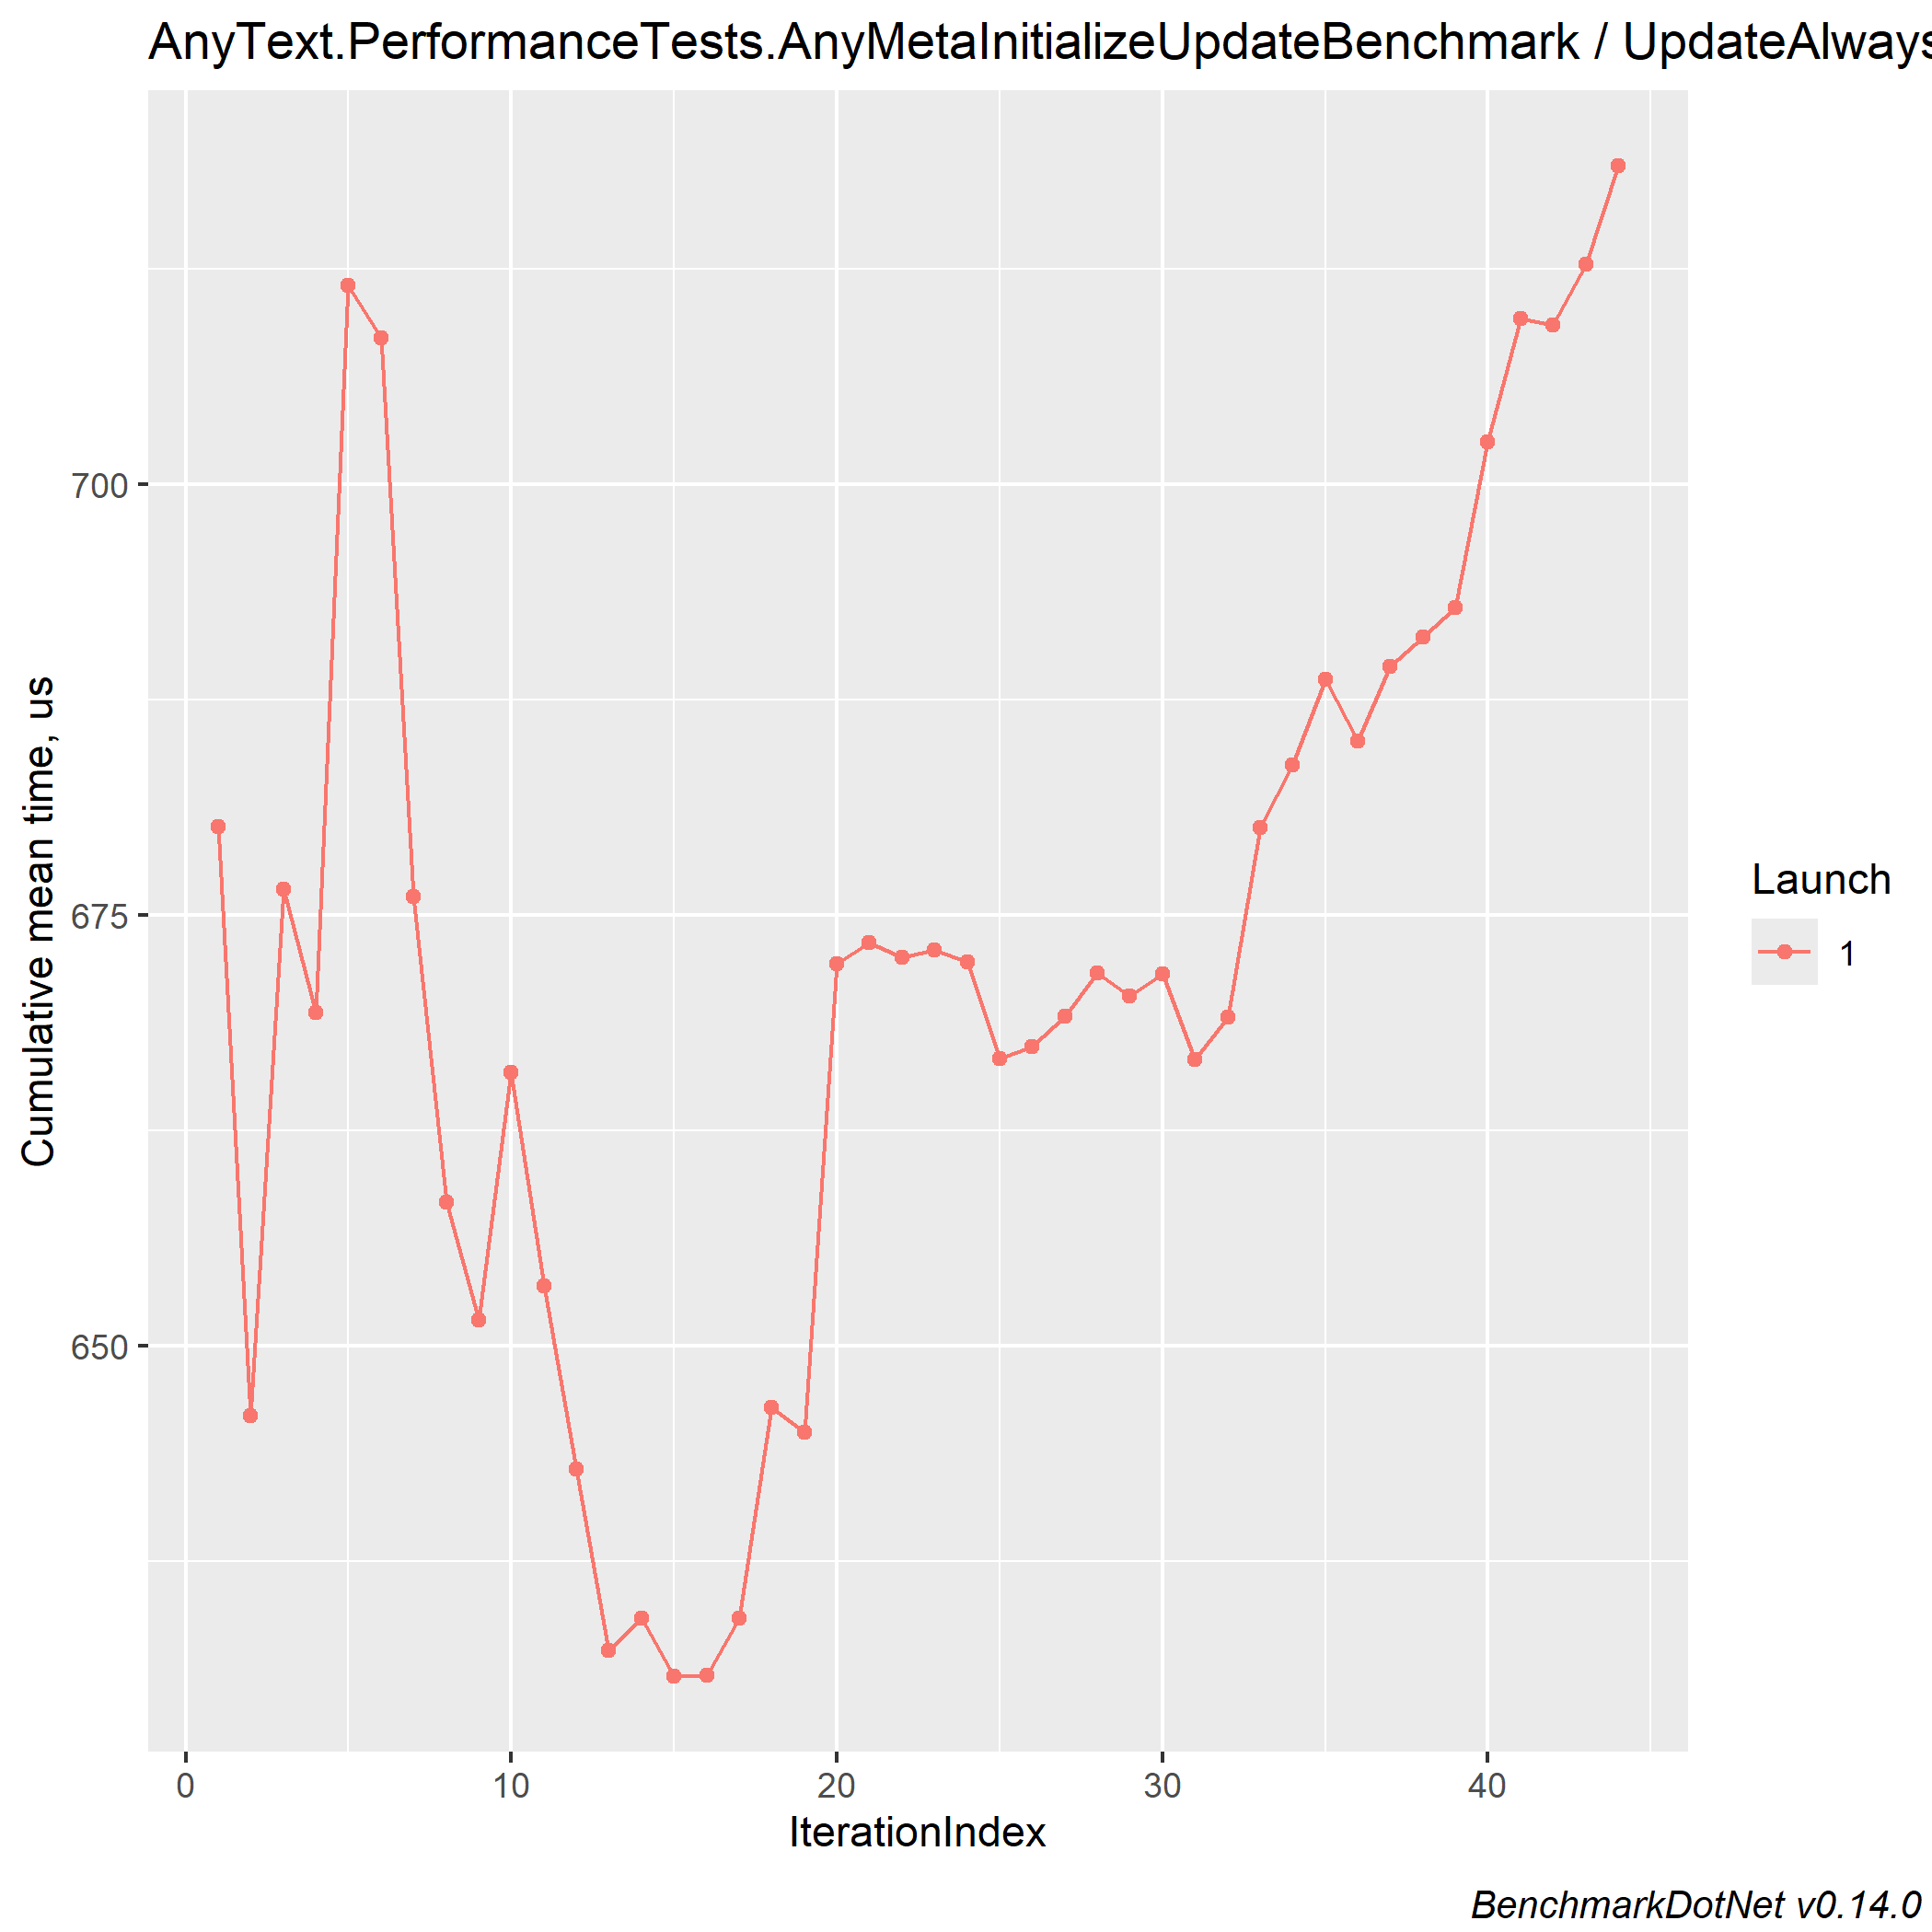 AnyText.PerformanceTests.AnyMetaInitializeUpdateBenchmark / UpdateAlways
Cumulative mean time, us
700
675
650
0 10 20 30 40
IterationIndex
Launch
1
BenchmarkDotNet v0.14.0